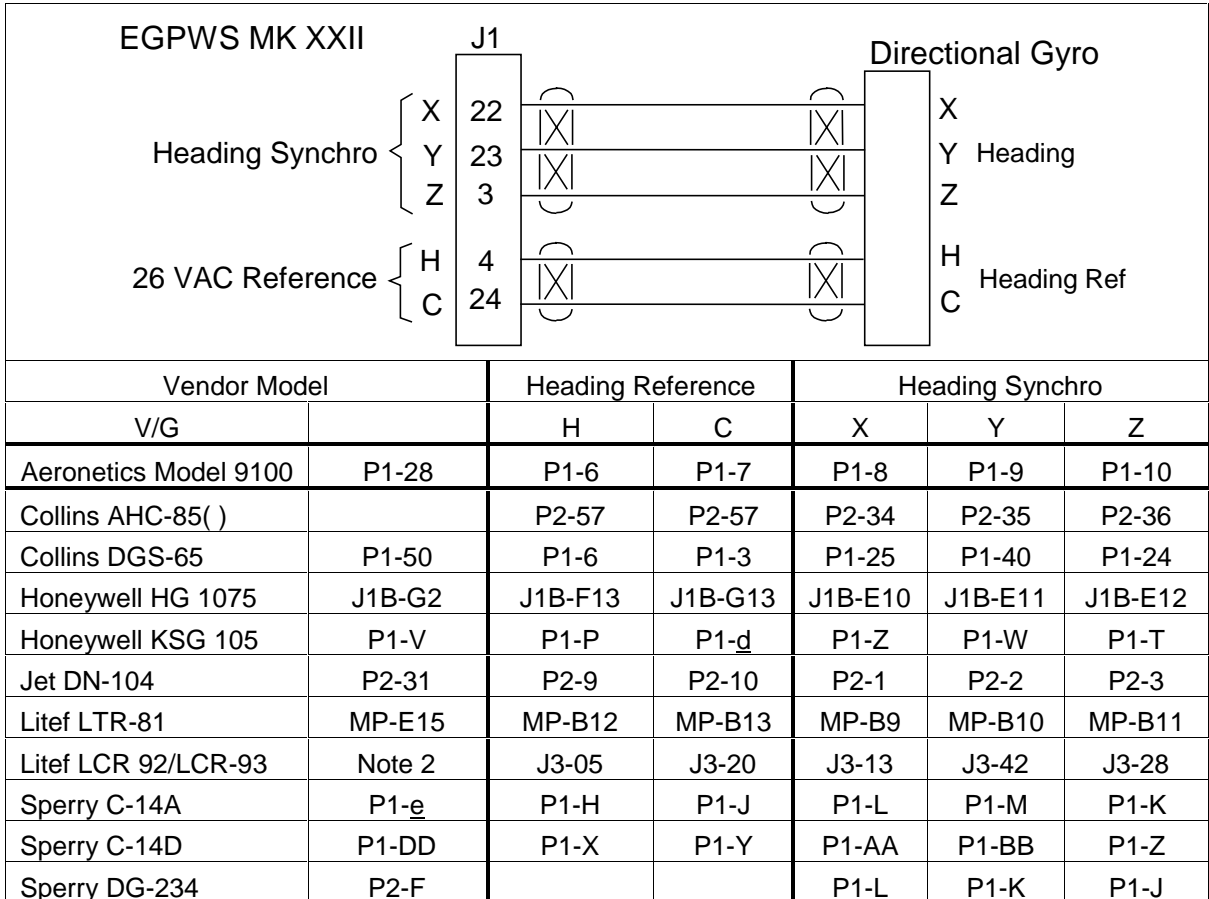 EGPWS MK XXII J1 Directional Gyro
X 22 X
Heading Synchro Y 23 Y Heading
Z 3 Z
H 4 H
26 VAC Reference Heading Ref
C 24 C
Vendor Model Heading Reference Heading Synchro
V/G H C X Y Z
Aeronetics Model 9100 P1-28 P1-6 P1-7 P1-8 P1-9 P1-10
Collins AHC-85( ) P2-57 P2-57 P2-34 P2-35 P2-36
Collins DGS-65 P1-50 P1-6 P1-3 P1-25 P1-40 P1-24
Honeywell HG 1075 J1B-G2 J1B-F13 J1B-G13 J1B-E10 J1B-E11 J1B-E12
Honeywell KSG 105 P1-V P1-P P1-d P1-Z P1-W P1-T
Jet DN-104 P2-31 P2-9 P2-10 P2-1 P2-2 P2-3
Litef LTR-81 MP-E15 MP-B12 MP-B13 MP-B9 MP-B10 MP-B11
Litef LCR 92/LCR-93 Note 2 J3-05 J3-20 J3-13 J3-42 J3-28
Sperry C-14A P1-e P1-H P1-J P1-L P1-M P1-K
Sperry C-14D P1-DD P1-X P1-Y P1-AA P1-BB P1-Z
Sperry DG-234 P2-F P1-L P1-K P1-J